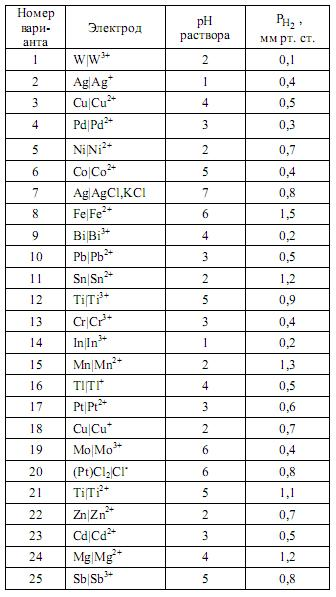 Номер вари- анта Электрод pH раствора P_H2 , мм рт. ст.
1 W|W3+ 2 0,1
2 Ag|Ag+ 1 0,4
3 Cu|Cu2+ 4 0,5
4 Pd|Pd2+ 3 0,3
5 Ni|Ni2+ 2 0,7
6 Co|Co2+ 5 0,4
7 Ag|AgCl,KCl 7 0,8
8 Fe|Fe2+ 6 1,5
9 Bi|Bi3+ 4 0,2
10 Pb|Pb2+ 3 0,5
11 Sn|Sn2+ 2 1,2
12 Ti|Ti3+ 5 0,9
13 Cr|Cr3+ 3 0,4
14 In|In3+ 1 0,2
15 Mn|Mn2+ 2 1,3
16 Tl|Tl+ 4 0,5
17 Pt|Pt2+ 3 0,6
18 Cu|Cu+ 2 0,7
19 Mo|Mo3+ 6 0,4
20 (Pt)Cl2|Cl- 6 0,8
21 Ti|Ti2+ 5 1,1
22 Zn|Zn2+ 2 0,7
23 Cd|Cd2+ 3 0,5
24 Mg|Mg2+ 4 1,2
25 Sb|Sb3+ 5 0,8